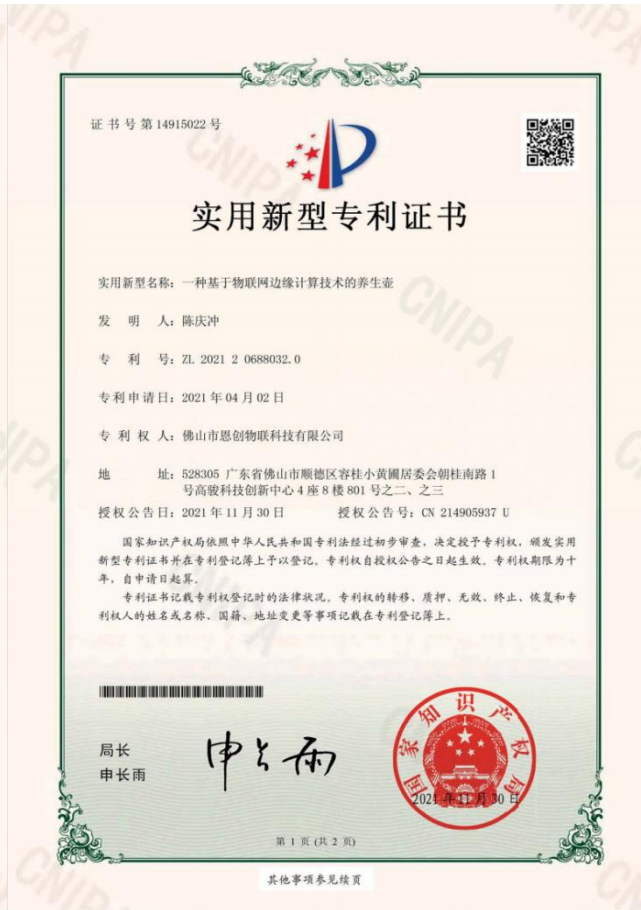 证书号第14915022号
实用新型专利证书
实用新型名称：一种基于物联网边缘计算技术的养生壶
发明人：陈庆冲
专利号：ZL 2021 2 0688032.0
专利申请日：2021年04月02日
专利权人：佛山市恩创物联科技有限公司
地址：528305 广东省佛山市顺德区容桂小黄圃居委会朝桂南路1
号高骏科技创新中心4座8楼801号之二、之三
授权公告日：2021年11月30日 授权公告号：CN 214905937 U
国家知识产权局依照中华人民共和国专利法经过初步审查，决定授予专利权，颁发实用
新型专利证书并在专利登记簿上予以登记。专利权自授权公告之日起生效。专利权期限为十
年，自申请日起算。
专利证书记载专利权登记时的法律状况。专利权的转移、质押、无效、终止、恢复和专
利权人的姓名或名称、国籍、地址变更等事项记载在专利登记簿上。
局长
申长雨
申长雨
国家知识产权局
2021年11月30日
第 1 页 (共 2 页)
其他事项参见续页
CNIPA
CNIPA
CNIPA
CNIPA